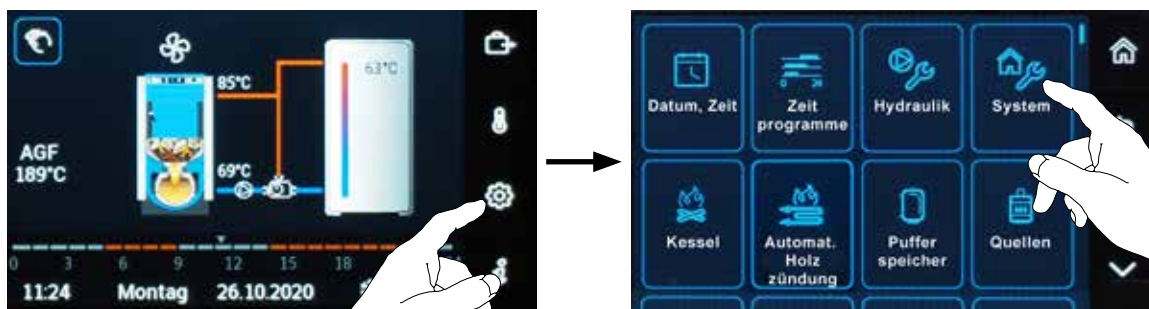 85°C
63°C
AGF
189°C
69°C
0 3 6 9 12 15 18
11:24 Montag 26.10.2020
Datum, Zeit
Zeit
programme
Hydraulik
System
Kessel
Automat.
Holz
zündung
Puffer
speicher
Quellen